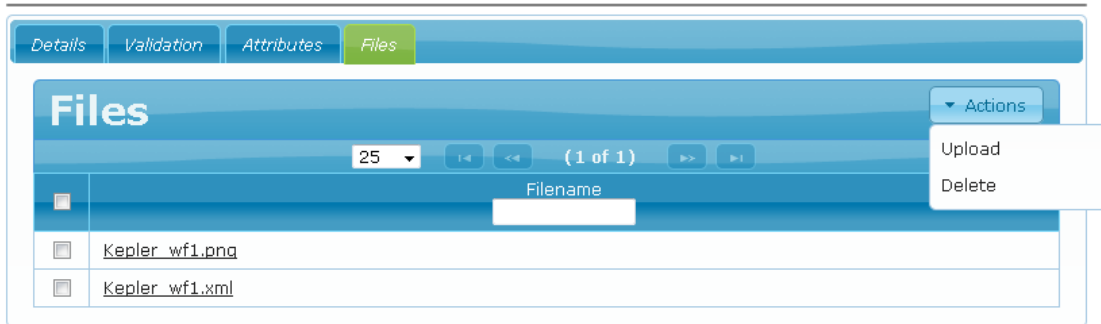 Details Validation Attributes Files
Files
Actions
Upload
Delete
25 (1 of 1)
Filename
Kepler_wf1.png
Kepler_wf1.xml